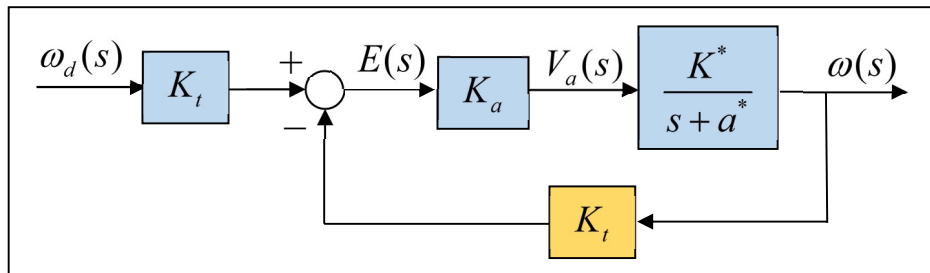 ω_d(s)
K_t
+
−
E(s)
K_a
V_a(s)
K^*
s + a^*
ω(s)
K_t